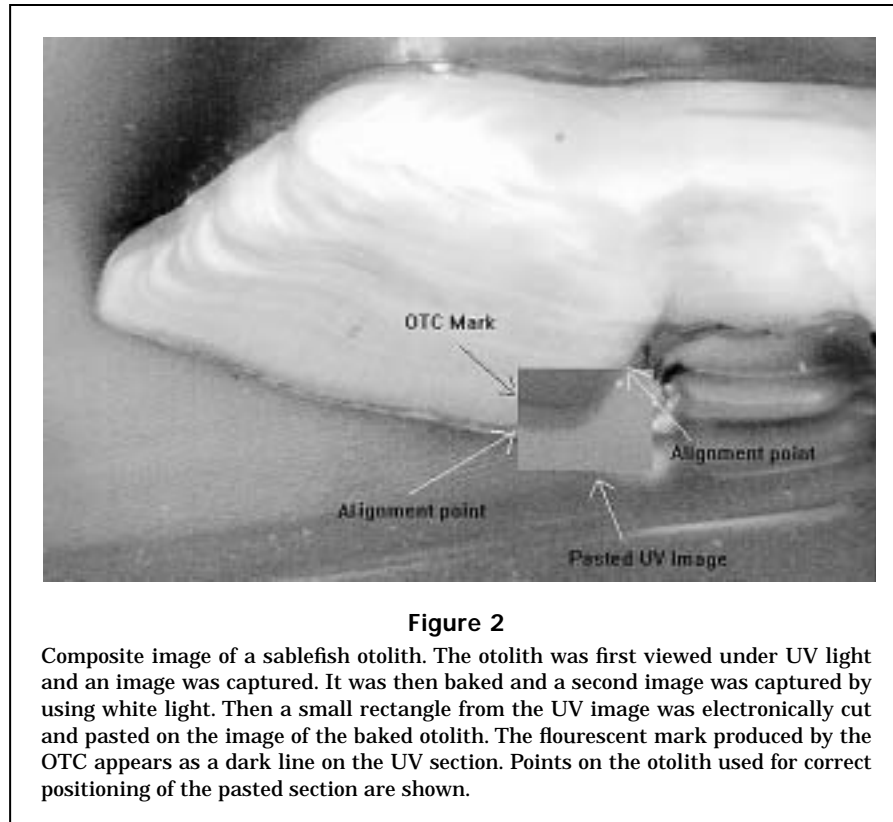 OTC Mark
Alignment point
Alignment point
Pasted UV Image
Figure 2
Composite image of a sablefish otolith. The otolith was first viewed under UV light
and an image was captured. It was then baked and a second image was captured by
using white light. Then a small rectangle from the UV image was electronically cut
and pasted on the image of the baked otolith. The flourescent mark produced by the
OTC appears as a dark line on the UV section. Points on the otolith used for correct
positioning of the pasted section are shown.